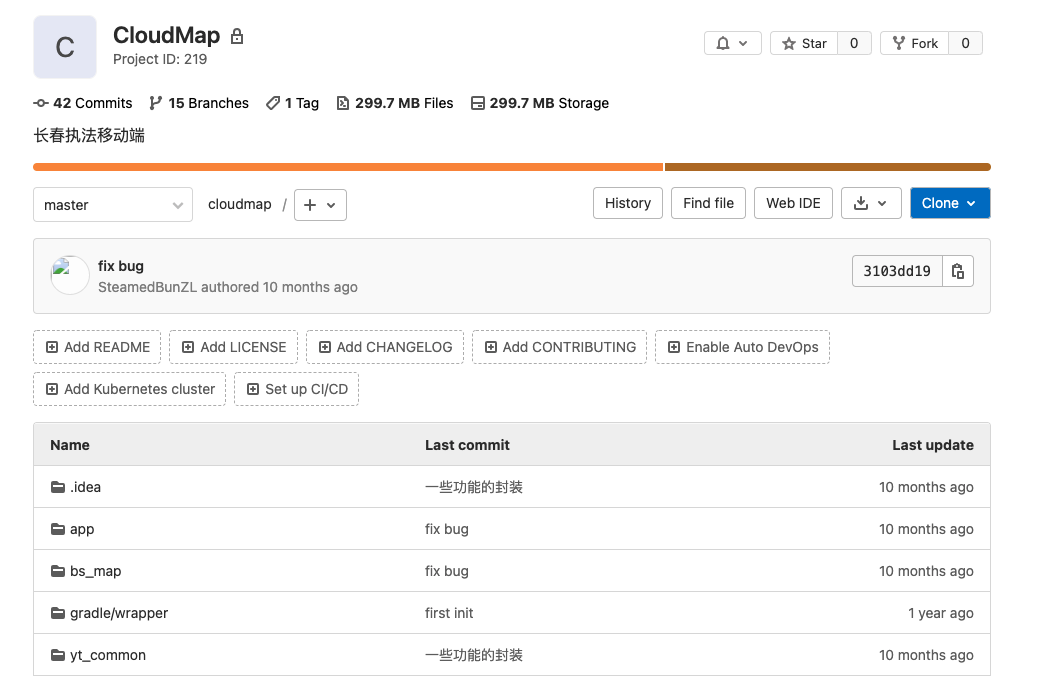 C
CloudMap
Project ID: 219
Star 0 Fork 0
42 Commits 15 Branches 1 Tag 299.7 MB Files 299.7 MB Storage
长春执法移动端
master cloudmap / History Find file Web IDE Clone
fix bug
SteamedBunZL authored 10 months ago
3103dd19
Add README Add LICENSE Add CHANGELOG Add CONTRIBUTING Enable Auto DevOps
Add Kubernetes cluster Set up CI/CD
Name Last commit Last update
.idea 一些功能的封装 10 months ago
app fix bug 10 months ago
bs_map fix bug 10 months ago
gradle/wrapper first init 1 year ago
yt_common 一些功能的封装 10 months ago